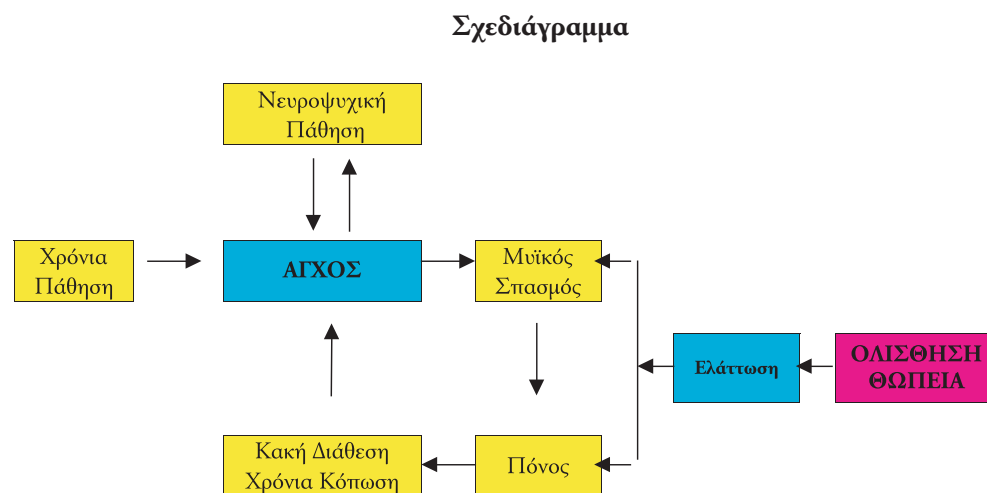 Σχεδιάγραμμα
Νευροψυχική
Πάθηση
Χρόνια
Πάθηση
ΑΓΧΟΣ
Μυϊκός
Σπασμός
Ελάττωση
ΟΛΙΣΘΗΣΗ
ΘΩΠΕΙΑ
Κακή Διάθεση
Χρόνια Κόπωση
Πόνος